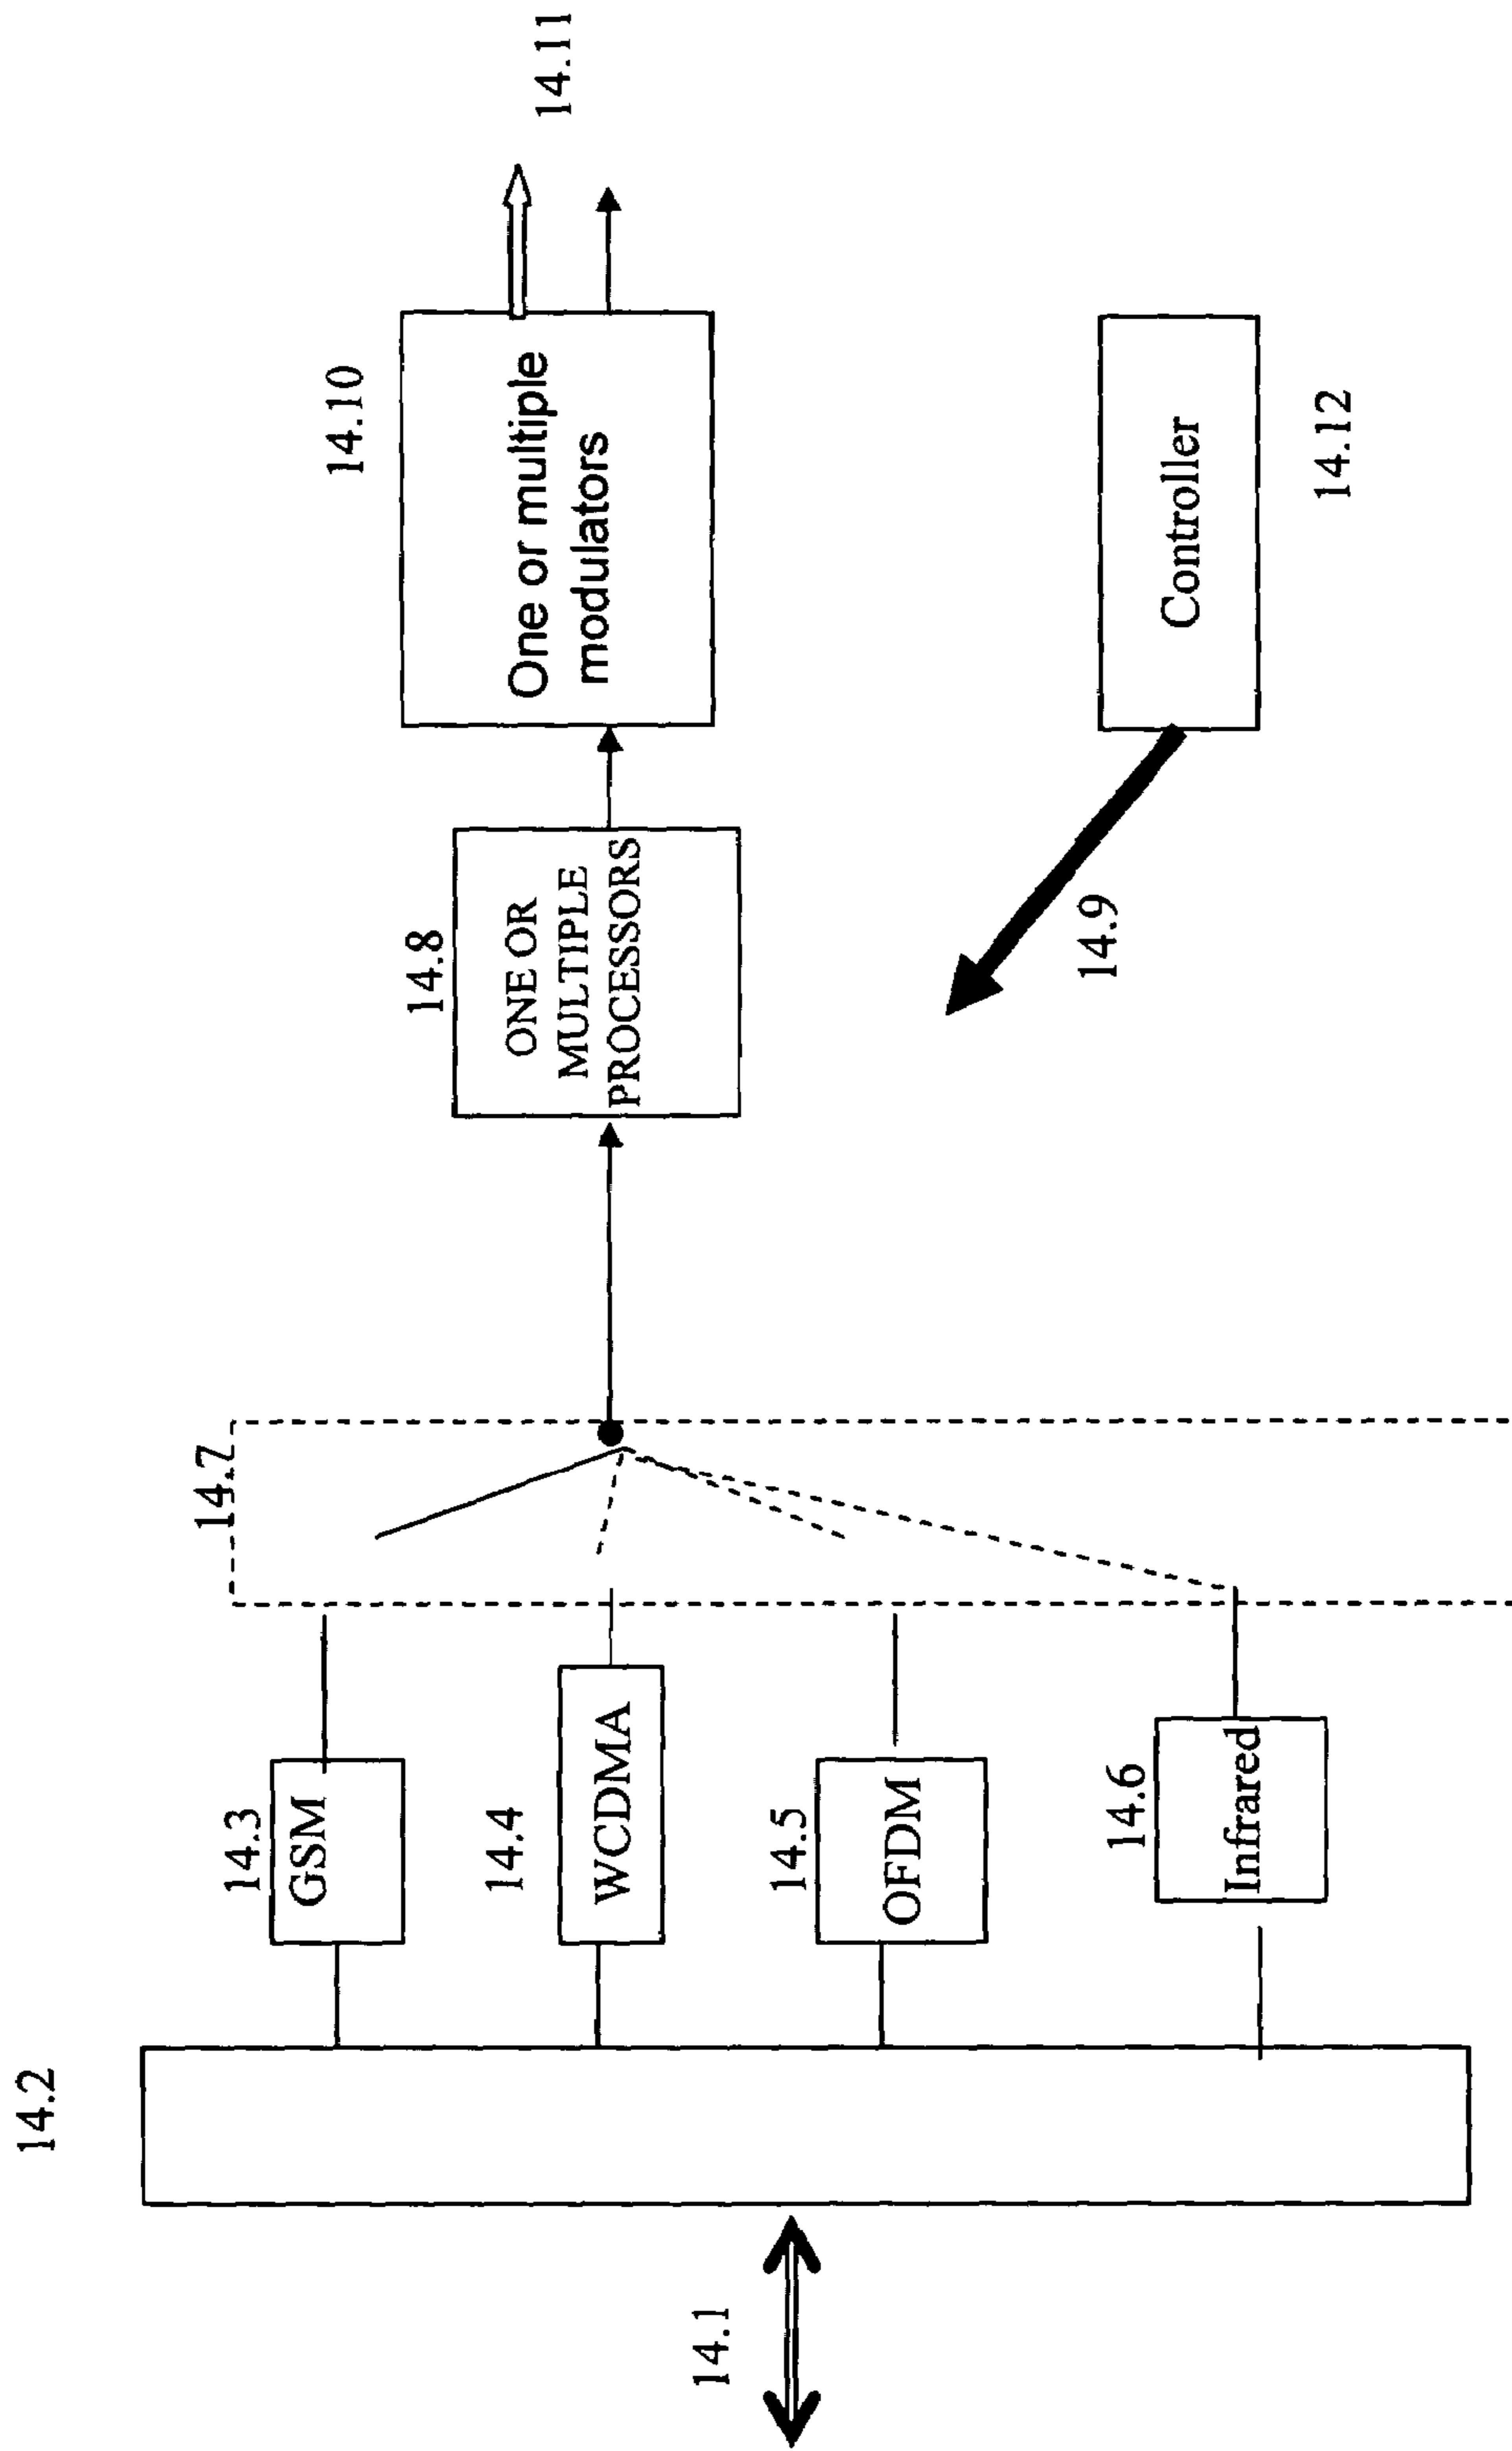 14.2
14.1
14.3
GSM
14.4
WCDMA
14.5
OFDM
14.6
Infrared
14.7
14.8
ONE OR
MULTIPLE
PROCESSORS
14.9
14.10
One or multiple
modulators
14.11
Controller
14.12